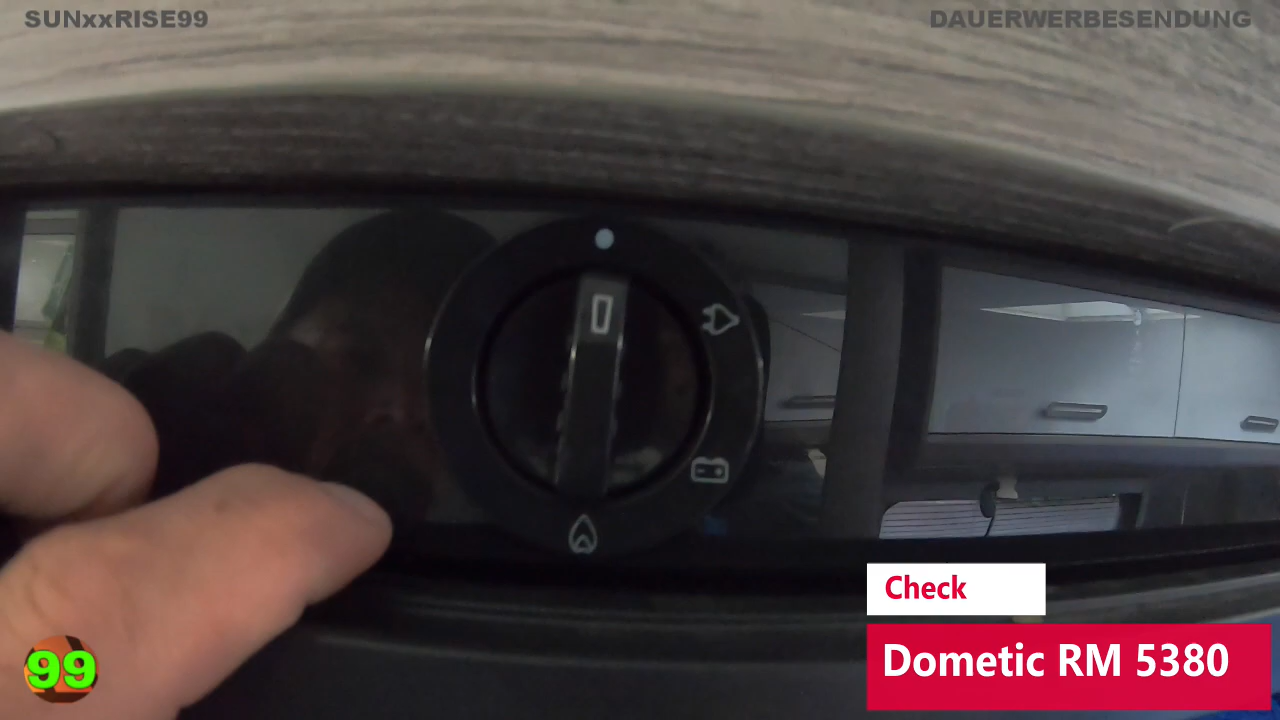 SUNxxRISE99
DAUERWERBESENDUNG
Check
Dometic RM 5380
99